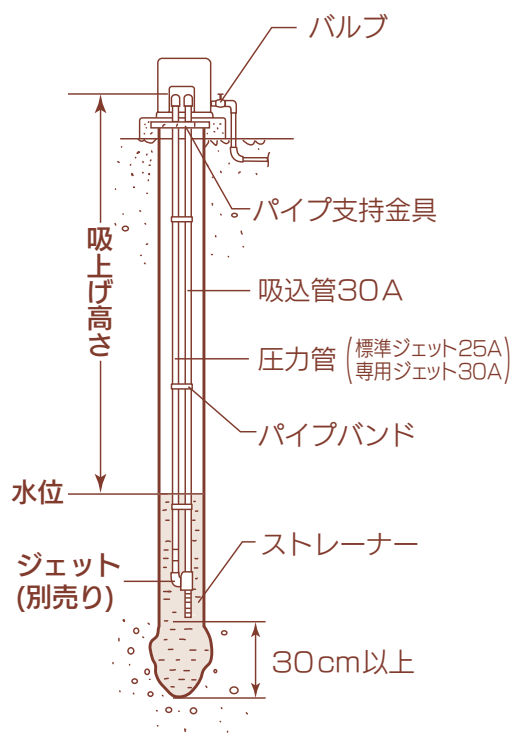 バルブ
パイプ支持金具
吸上げ高さ
吸込管30A
圧力管(標準ジェット25A
専用ジェット30A)
パイプバンド
水位
ストレーナー
ジェット
(別売り)
30cm以上